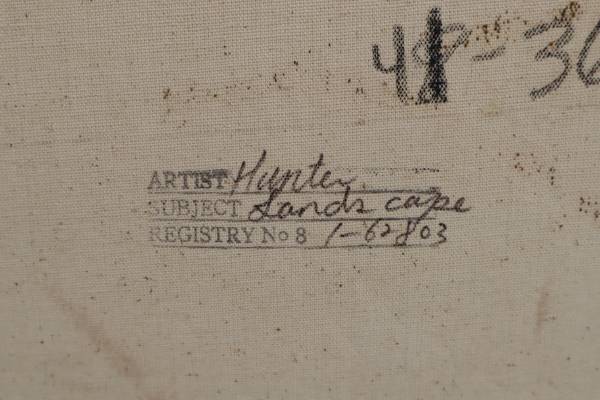 48-36
ARTIST Hunter
SUBJECT Landscape
REGISTRY No 8 1-62803